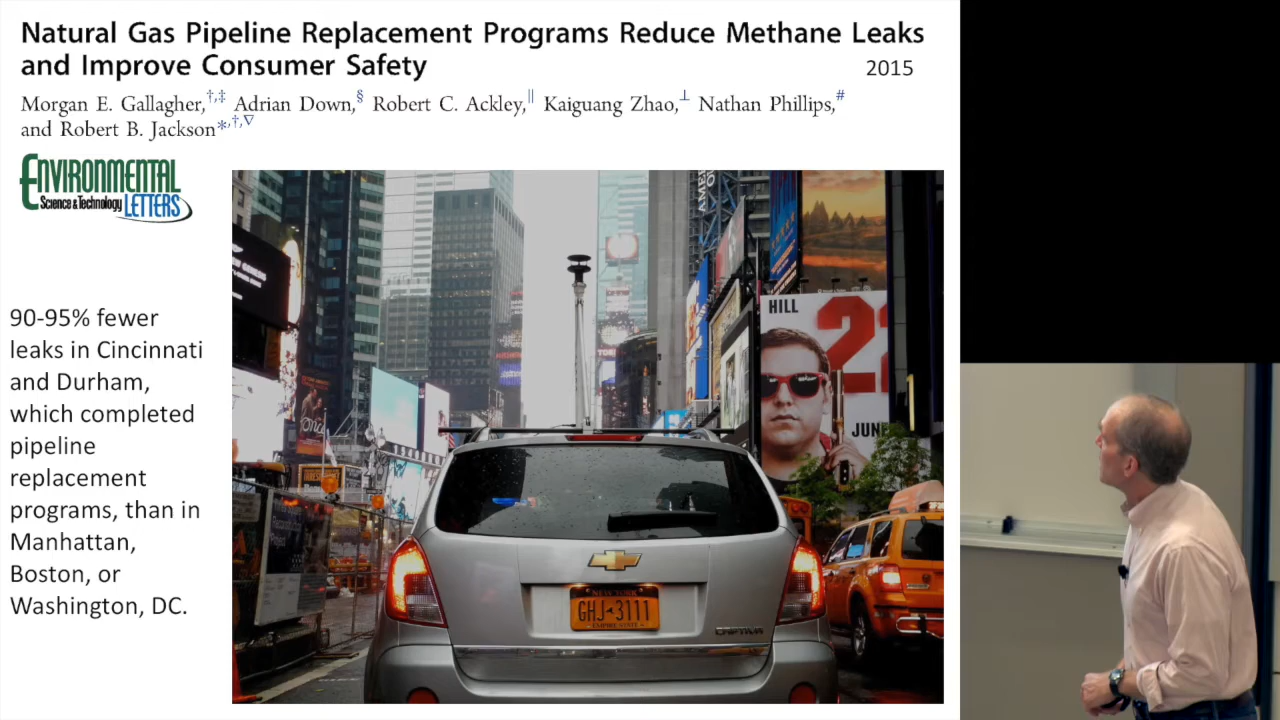 Natural Gas Pipeline Replacement Programs Reduce Methane Leaks
and Improve Consumer Safety
2015
Morgan E. Gallagher,†,‡ Adrian Down,§ Robert C. Ackley,∥ Kaiguang Zhao,⊥ Nathan Phillips,#
and Robert B. Jackson*,†,∇
ENVIRONMENTAL
Science & Technology
LETTERS
90-95% fewer
leaks in Cincinnati
and Durham,
which completed
pipeline
replacement
programs, than in
Manhattan,
Boston, or
Washington, DC.
HILL
22
JUNE
NEW YORK
GHJ 3111
EMPIRE STATE
CAPTIVA